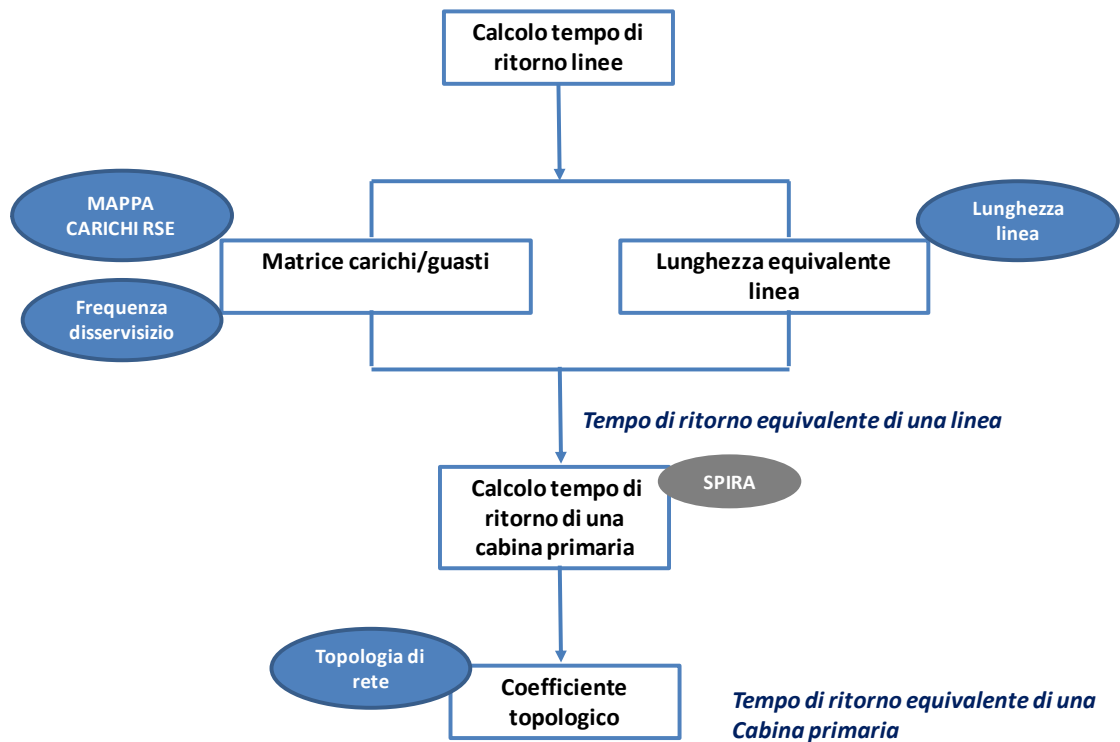 Calcolo tempo di
ritorno linee
MAPPA
CARICHI RSE
Lunghezza
linea
Matrice carichi/guasti
Lunghezza equivalente
linea
Frequenza
disservisizio
Tempo di ritorno equivalente di una linea
Calcolo tempo di
ritorno di una
cabina primaria
SPIRA
Topologia di
rete
Coefficiente
topologico
Tempo di ritorno equivalente di una
Cabina primaria